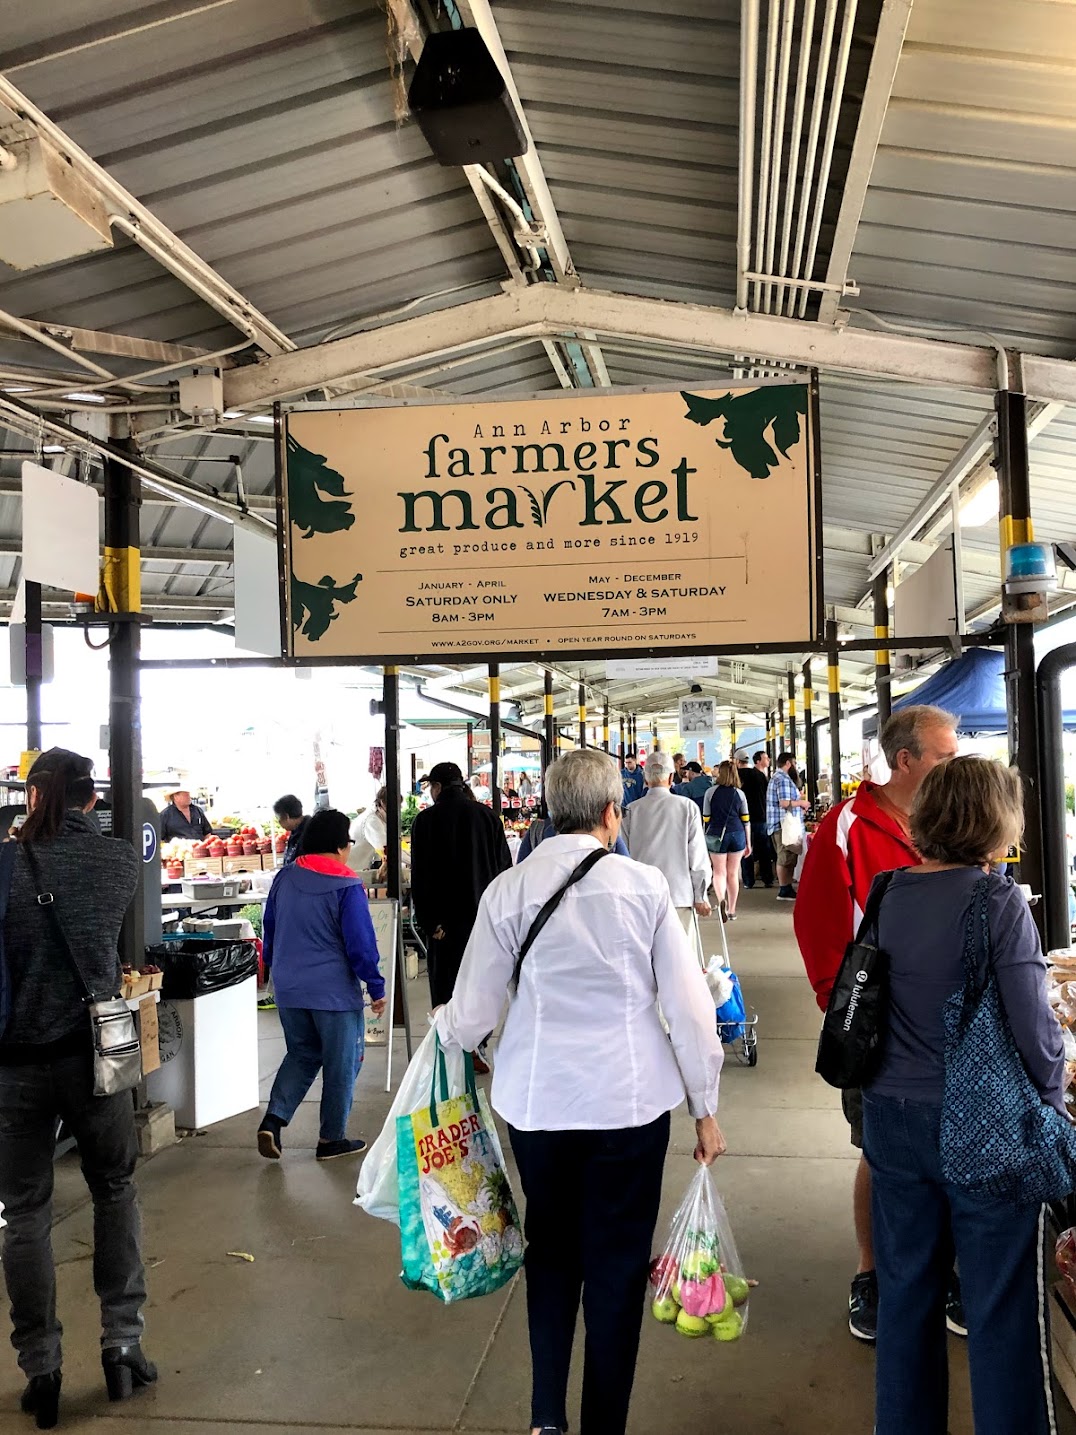 Ann Arbor
farmers
market
great produce and more since 1919
January - April
Saturday only
8am - 3pm
May - December
Wednesday & Saturday
7am - 3pm
www.a2gov.org/market • open year round on Saturdays
P
lululemon
TRADER
JOE'S